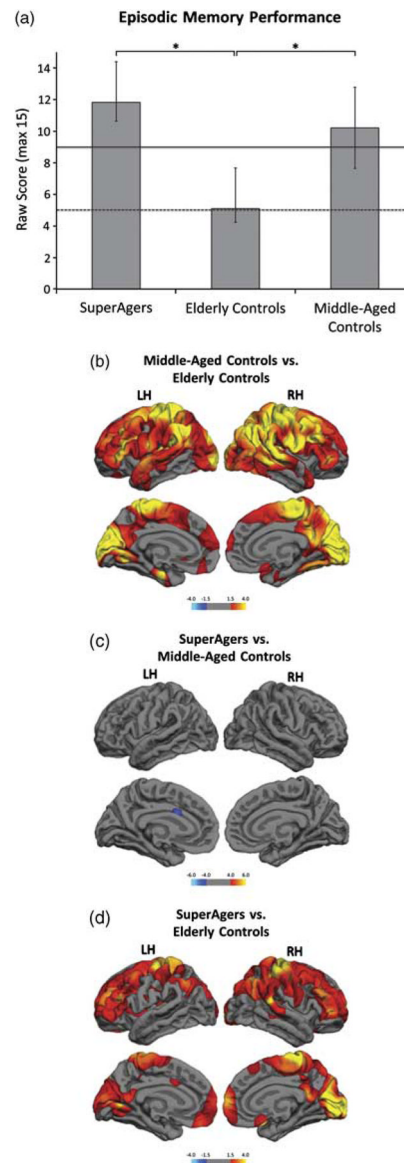 (a)
Episodic Memory Performance
*
*
Raw Score (max 15)
14
12
10
8
6
4
2
0
SuperAgers
Elderly Controls
Middle-Aged
Controls
(b)
Middle-Aged Controls vs.
Elderly Controls
LH RH
-4.0 -1.5 1.5 4.0
(c)
SuperAgers vs.
Middle-Aged Controls
LH RH
-6.0 -4.0 4.0 6.0
(d)
SuperAgers vs.
Elderly Controls
LH RH
-4.0 -1.5 1.5 4.0